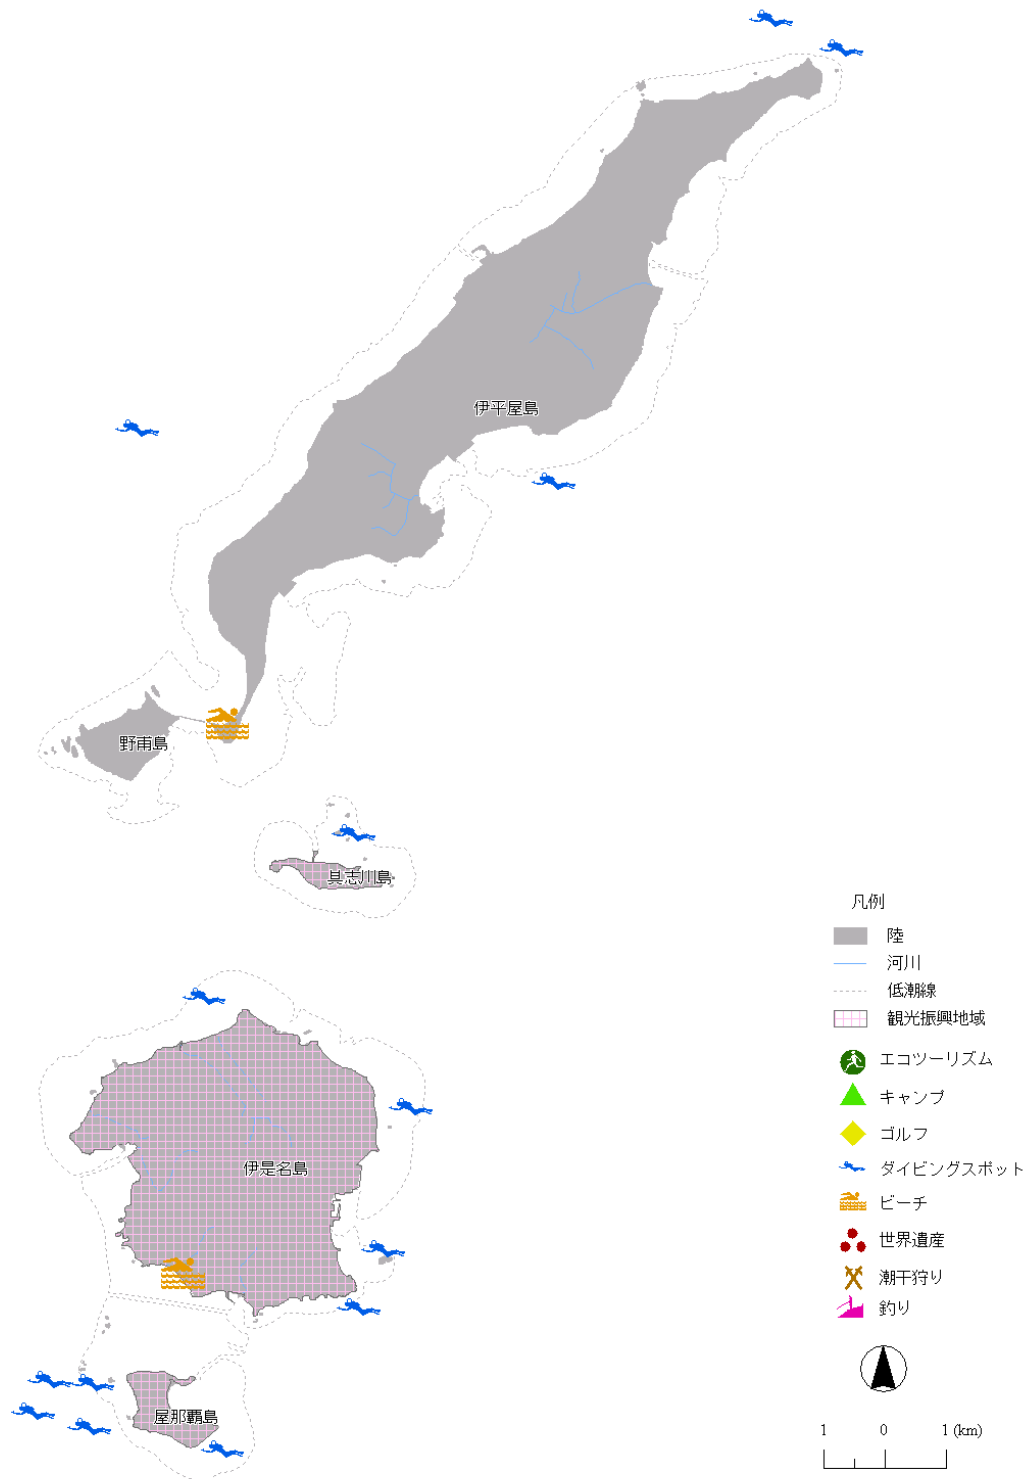 伊平屋島
野甫島
具志川島
伊是名島
屋那覇島
凡例
陸
河川
低潮線
観光振興地域
エコツーリズム
キャンプ
ゴルフ
ダイビングスポット
ビーチ
世界遺産
潮干狩り
釣り
1 0 1 (km)